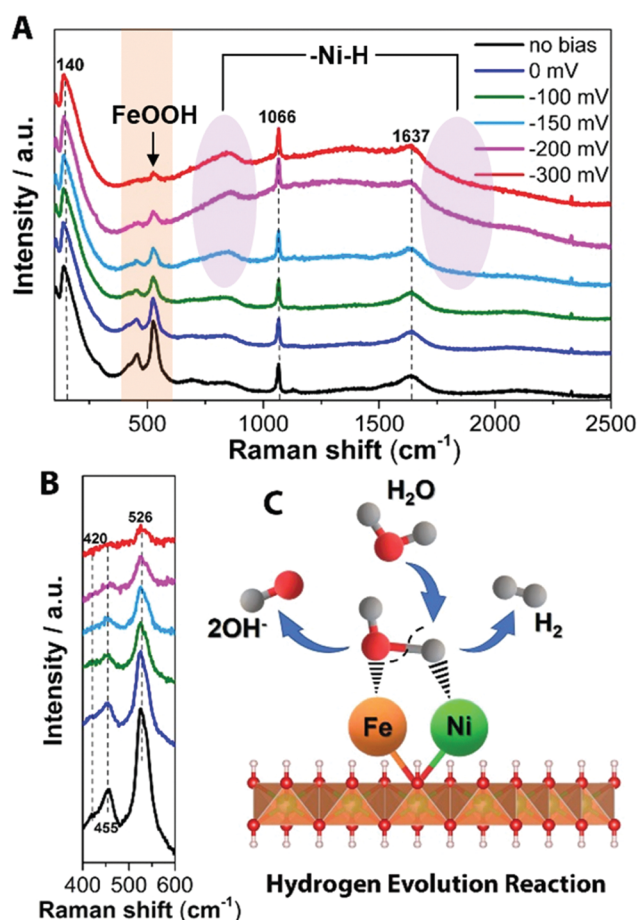 A
-Ni-H
no bias
0 mV
-100 mV
-150 mV
-200 mV
-300 mV
140
FeOOH
1066
1637
Intensity / a.u.
500
1000
1500
2000
2500
Raman shift (cm-1)
B
420
526
455
Intensity / a.u.
400
500
600
Raman shift (cm-1)
C
H2O
2OH-
H2
Fe
Ni
Hydrogen Evolution Reaction